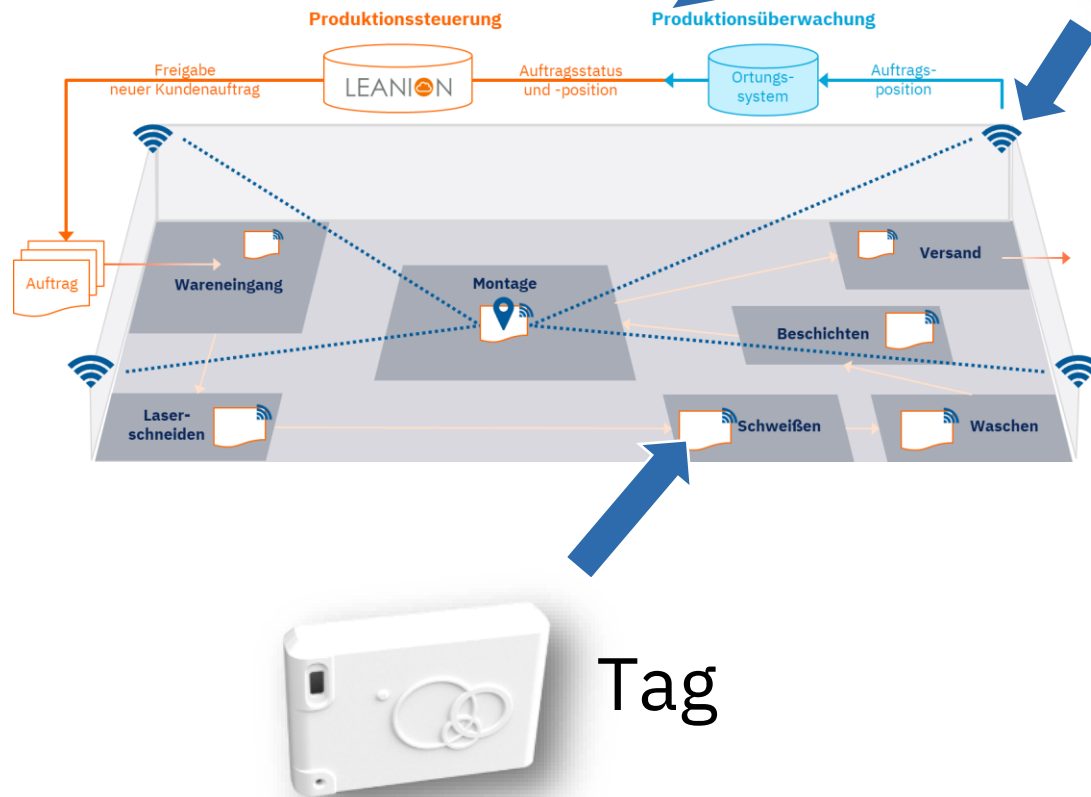 Produktionssteuerung
Produktionsüberwachung
Freigabe
neuer Kundenauftrag
LEANION
Auftragsstatus
und -position
Ortungs-
system
Auftrags-
position
Auftrag
Wareneingang
Montage
Versand
Beschichten
Laser-
schneiden
Schweißen
Waschen
Tag